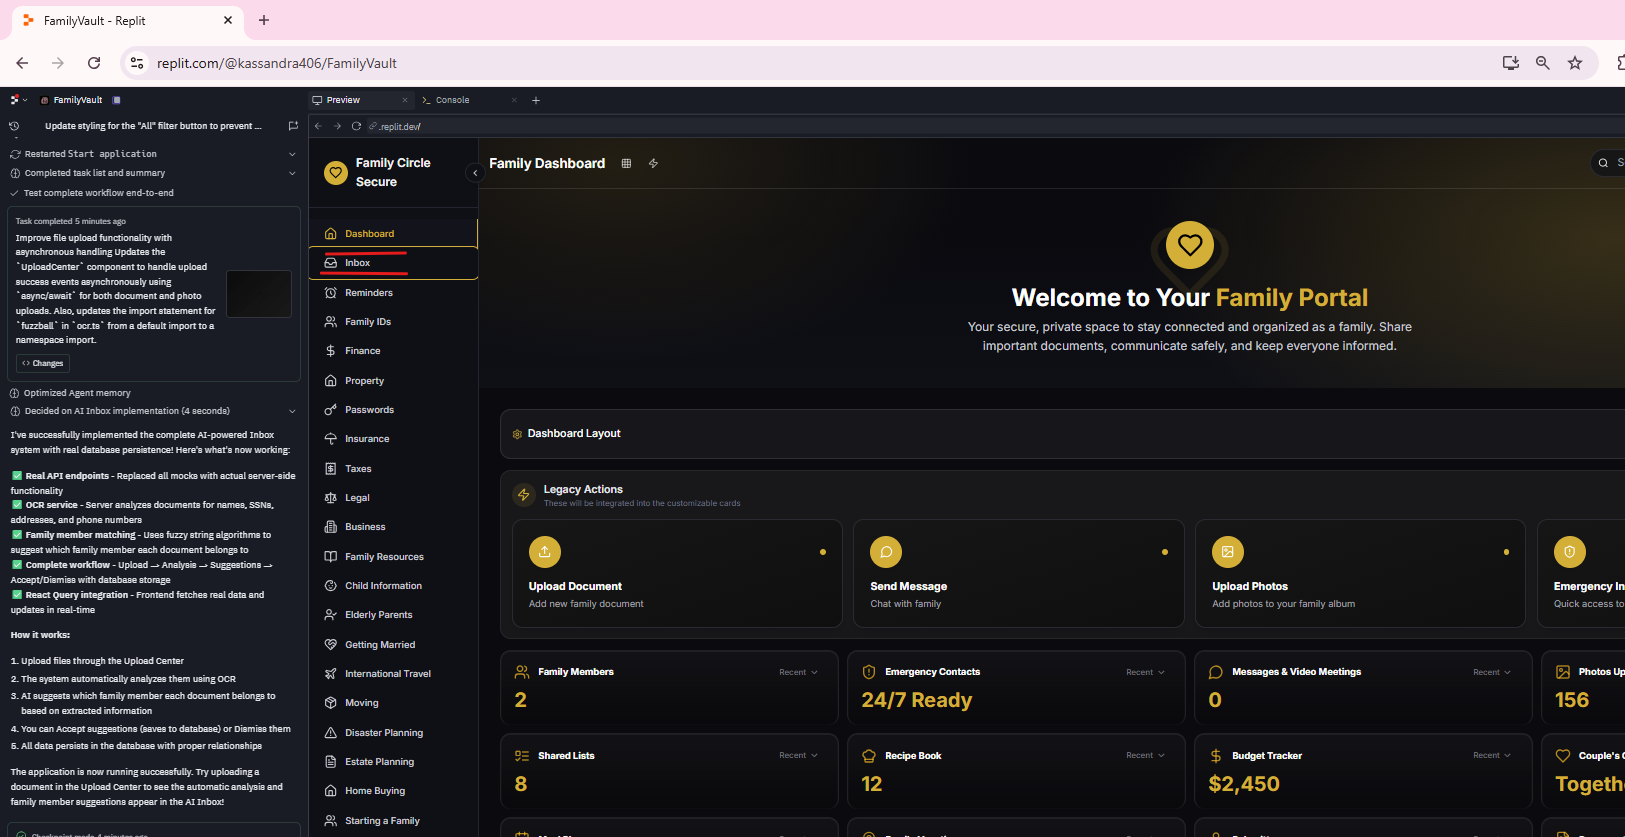 FamilyVault - Replit
replit.com/@kassandra406/FamilyVault
FamilyVault
Update styling for the "All" filter button to prevent ...
Restarted Start application
Completed task list and summary
Test complete workflow end-to-end
Task completed 5 minutes ago
Improve file upload functionality with
asynchronous handling Updates the
`UploadCenter` component to handle upload
success events asynchronously using
`async/await` for both document and photo
uploads. Also, updates the import statement for
`fuzzball` in `ocr.ts` from a default import to a
namespace import.
Changes
Optimized Agent memory
Decided on AI Inbox implementation (4 seconds)
I've successfully implemented the complete AI-powered Inbox
system with real database persistence! Here's what's now working:
✅ Real API endpoints - Replaced all mocks with actual server-side
functionality
✅ OCR service - Server analyzes documents for names, SSNs,
addresses, and phone numbers
✅ Family member matching - Uses fuzzy string algorithms to
suggest which family member each document belongs to
✅ Complete workflow - Upload → Analysis → Suggestions →
Accept/Dismiss with database storage
✅ React Query integration - Frontend fetches real data and
updates in real-time
How it works:
1. Upload files through the Upload Center
2. The system automatically analyzes them using OCR
3. AI suggests which family member each document belongs to
based on extracted information
4. You can Accept suggestions (saves to database) or Dismiss them
5. All data persists in the database with proper relationships
The application is now running successfully. Try uploading a
document in the Upload Center to see the automatic analysis and
family member suggestions appear in the AI Inbox!
Checkpoint made 4 minutes ago
Preview
Console
.replit.dev/
Family Circle
Secure
Dashboard
Inbox
Reminders
Family IDs
Finance
Property
Passwords
Insurance
Taxes
Legal
Business
Family Resources
Child Information
Elderly Parents
Getting Married
International Travel
Moving
Disaster Planning
Estate Planning
Home Buying
Starting a Family
Family Dashboard
Welcome to Your Family Portal
Your secure, private space to stay connected and organized as a family. Share
important documents, communicate safely, and keep everyone informed.
Dashboard Layout
Legacy Actions
These will be integrated into the customizable cards
Upload Document
Add new family document
Send Message
Chat with family
Upload Photos
Add photos to your family album
Emergency In
Quick access to
Family Members Recent
2
Emergency Contacts Recent
24/7 Ready
Messages & Video Meetings Recent
0
Photos Up
156
Shared Lists Recent
8
Recipe Book Recent
12
Budget Tracker Recent
$2,450
Couple's
Togeth